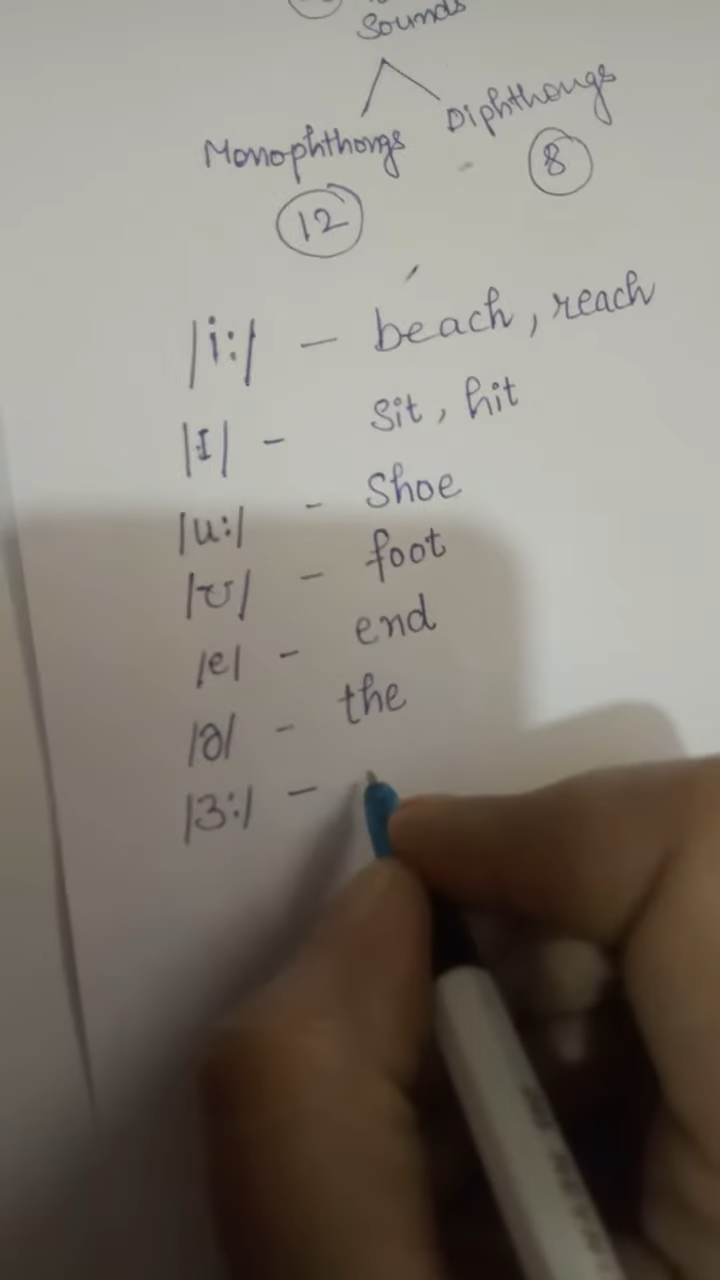 Sounds
Monophthongs Diphthongs
12 8
/i:/ - beach, reach
/ɪ/ - Sit, hit
/u:/ - Shoe
/ʊ/ - foot
/e/ - end
/ə/ - the
/ɜ:/ -